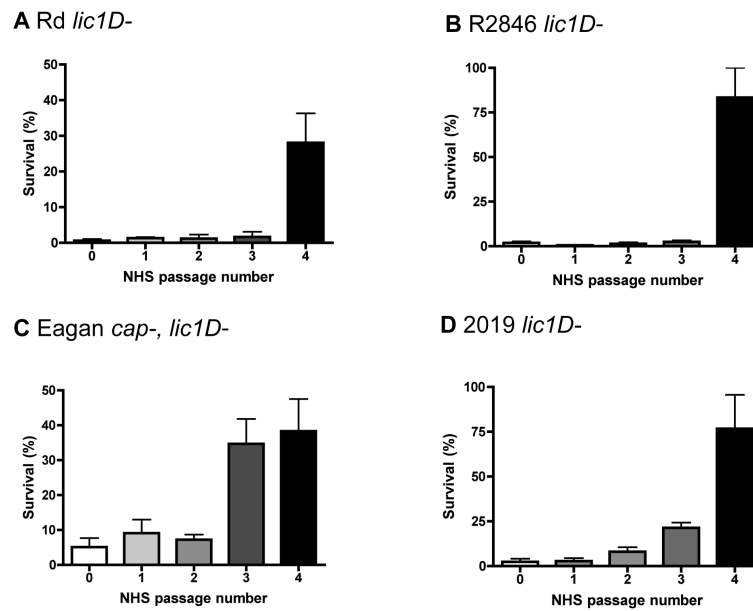 A Rd lic1D-
50
40
30
20
10
0
Survival (%)
0 1 2 3 4
NHS passage number
B R2846 lic1D-
100
75
50
25
0
Survival (%)
0 1 2 3 4
NHS passage number
C Eagan cap-, lic1D-
50
40
30
20
10
0
Survival (%)
0 1 2 3 4
NHS passage number
D 2019 lic1D-
100
75
50
25
0
Survival (%)
0 1 2 3 4
NHS passage number